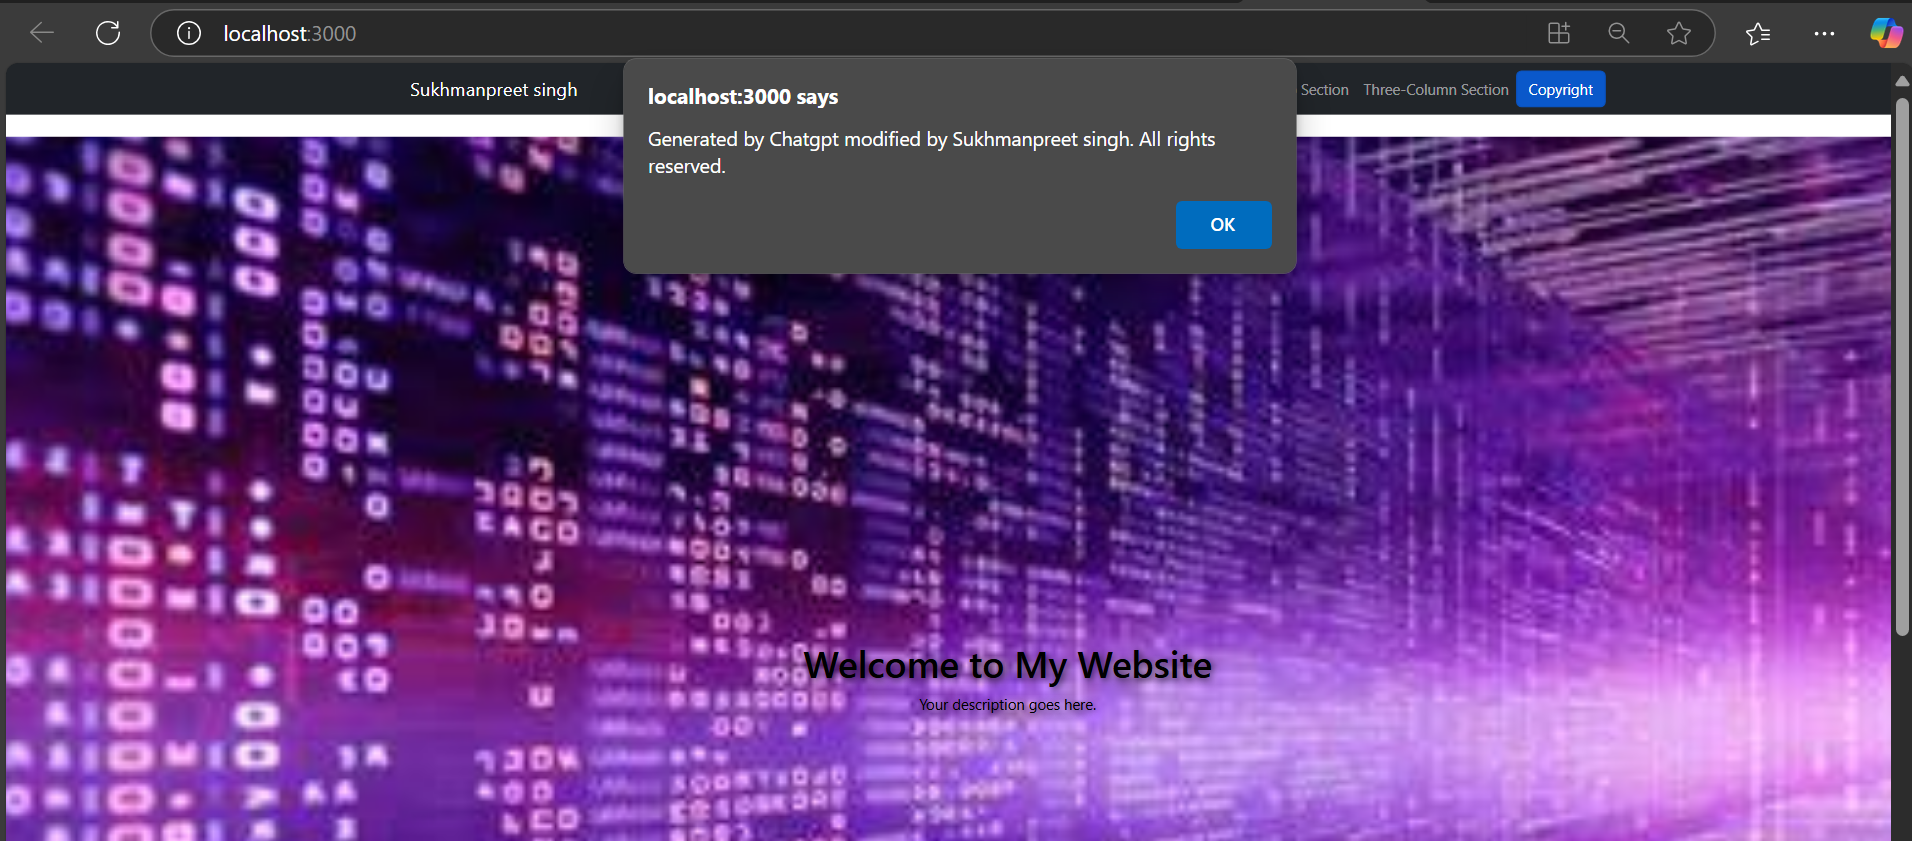 localhost:3000
Sukhmanpreet singh
Section Three-Column Section Copyright
localhost:3000 says
Generated by Chatgpt modified by Sukhmanpreet singh. All rights
reserved.
OK
Welcome to My Website
Your description goes here.